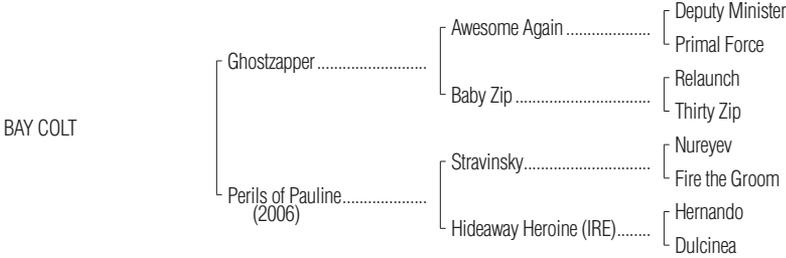 Deputy Minister
Awesome Again ....................
Primal Force
Ghostzapper ..........................
Relaunch
Baby Zip ................................
Thirty Zip
BAY COLT
Nureyev
Stravinsky..............................
Fire the Groom
Perils of Pauline....................
(2006)
Hernando
Hideaway Heroine (IRE)........
Dulcinea